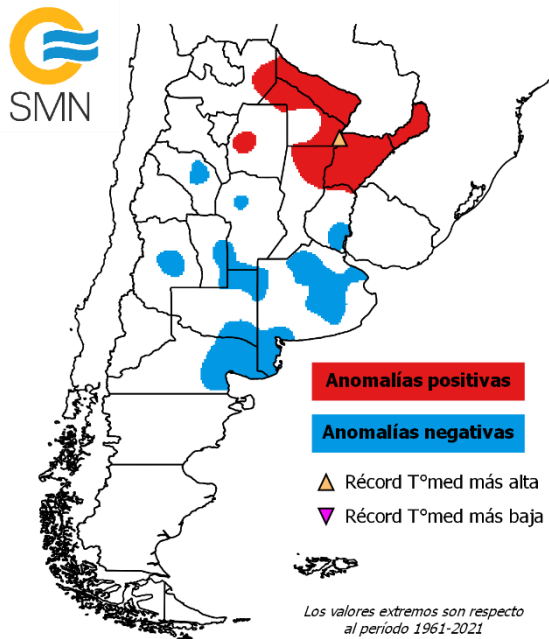 SMN
Anomalías positivas
Anomalías negativas
Récord T°med más alta
Récord T°med más baja
Los valores extremos son respecto
al período 1961-2021